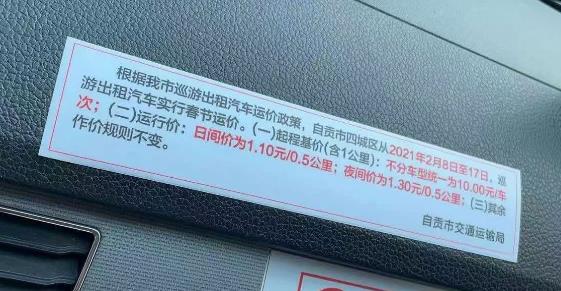 根据我市巡游出租汽车运价政策，自贡市四城区从2021年2月8日至17日，巡
游出租汽车实行春节运价。(一)起程基价(含1公里)：不分车型统一为10.00元/车
次；(二)运行价：日间价为1.10元/0.5公里；夜间价为1.30元/0.5公里；(三)其余
作价规则不变。
自贡市交通运输局